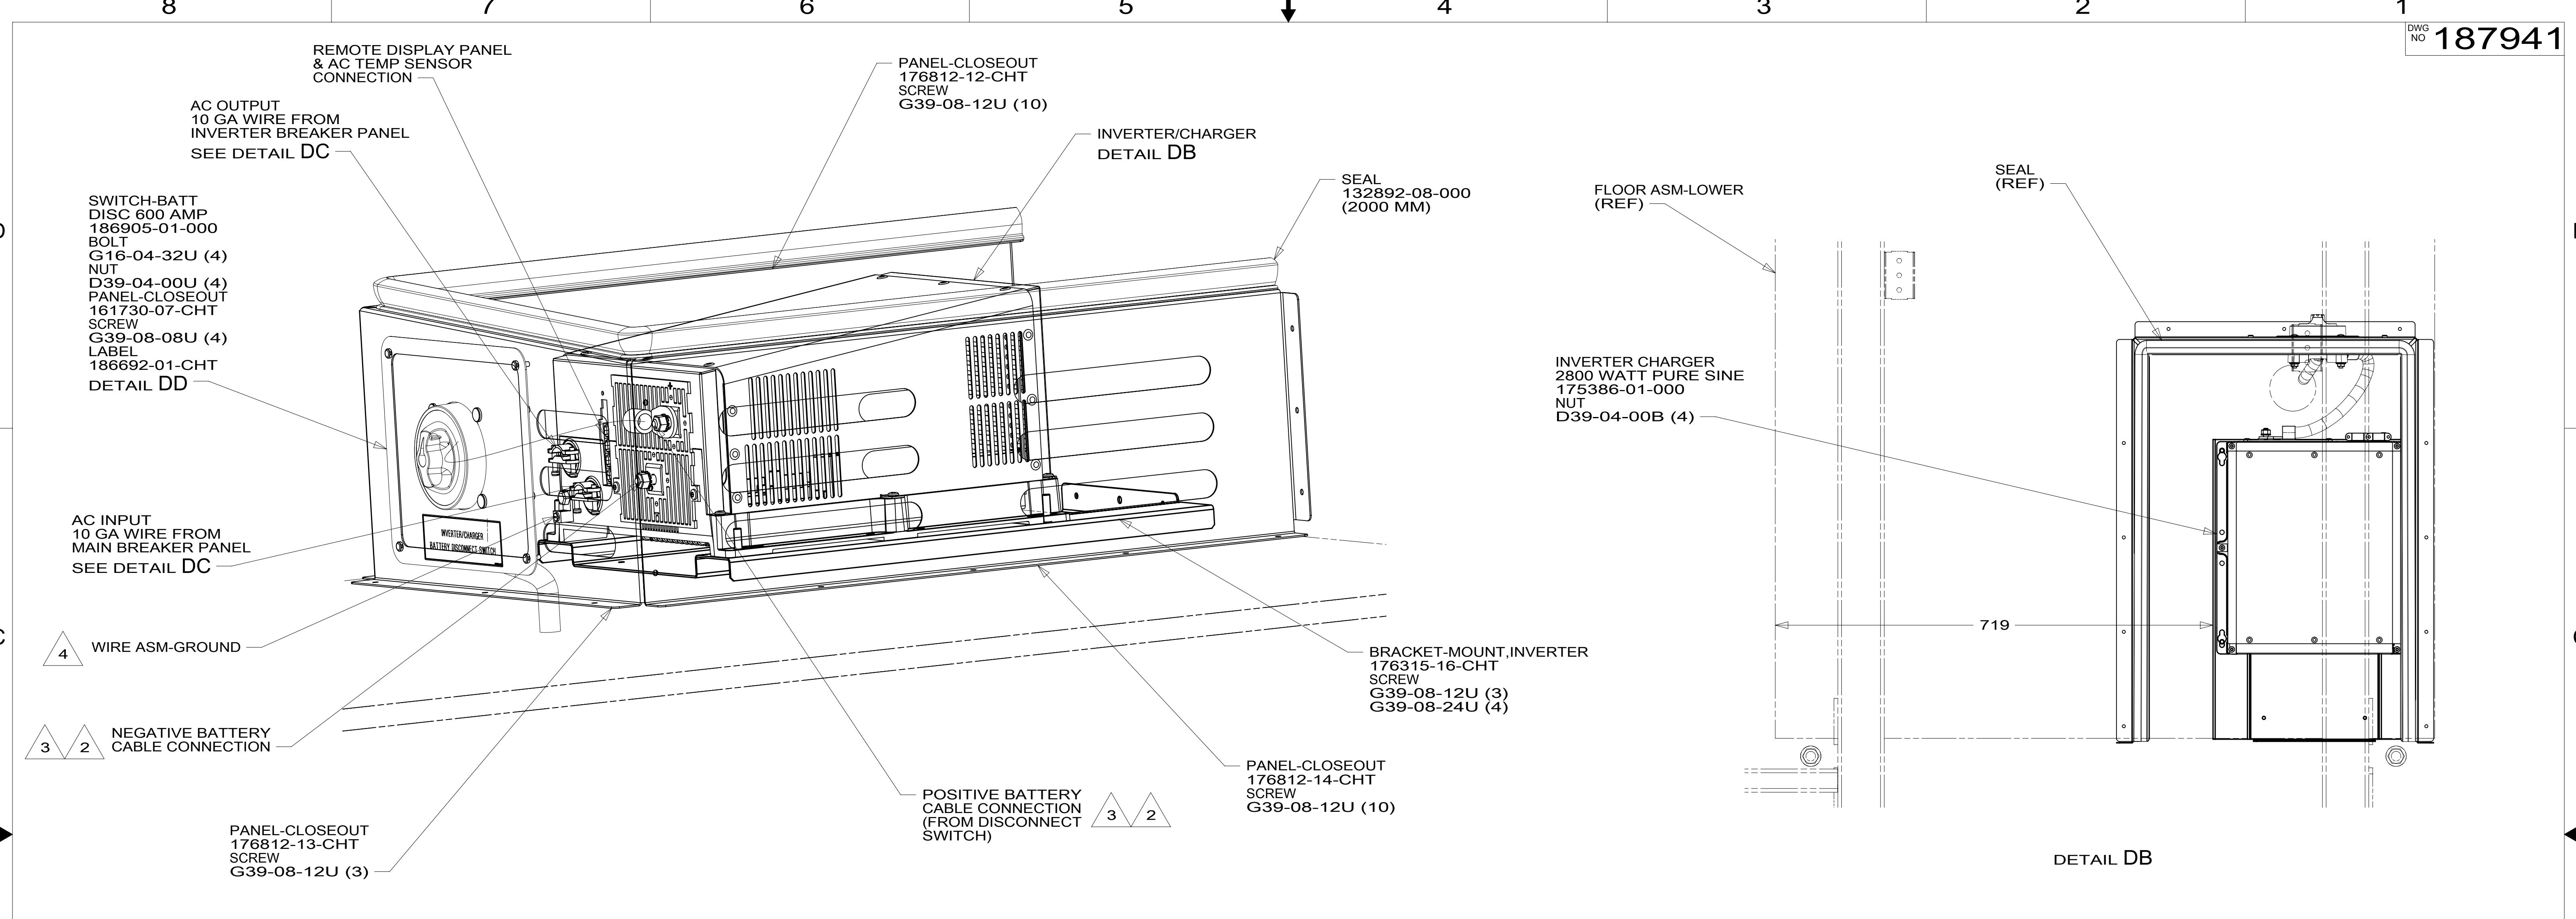 8 7 6 5 4 3 2 1
DWG
NO 187941
REMOTE DISPLAY PANEL
& AC TEMP SENSOR
CONNECTION
AC OUTPUT
10 GA WIRE FROM
INVERTER BREAKER PANEL
SEE DETAIL DC
PANEL-CLOSEOUT
176812-12-CHT
SCREW
G39-08-12U (10)
INVERTER/CHARGER
DETAIL DB
SEAL
132892-08-000
(2000 MM)
SWITCH-BATT
DISC 600 AMP
186905-01-000
BOLT
G16-04-32U (4)
NUT
D39-04-00U (4)
PANEL-CLOSEOUT
161730-07-CHT
SCREW
G39-08-08U (4)
LABEL
186692-01-CHT
DETAIL DD
INVERTER/CHARGER
BATTERY DISCONNECT SWITCH
AC INPUT
10 GA WIRE FROM
MAIN BREAKER PANEL
SEE DETAIL DC
4 WIRE ASM-GROUND
3 2 NEGATIVE BATTERY
CABLE CONNECTION
PANEL-CLOSEOUT
176812-13-CHT
SCREW
G39-08-12U (3)
POSITIVE BATTERY
CABLE CONNECTION
(FROM DISCONNECT
SWITCH)
3 2
PANEL-CLOSEOUT
176812-14-CHT
SCREW
G39-08-12U (10)
BRACKET-MOUNT,INVERTER
176315-16-CHT
SCREW
G39-08-12U (3)
G39-08-24U (4)
FLOOR ASM-LOWER
(REF)
SEAL
(REF)
INVERTER CHARGER
2800 WATT PURE SINE
175386-01-000
NUT
D39-04-00B (4)
719
DETAIL DB